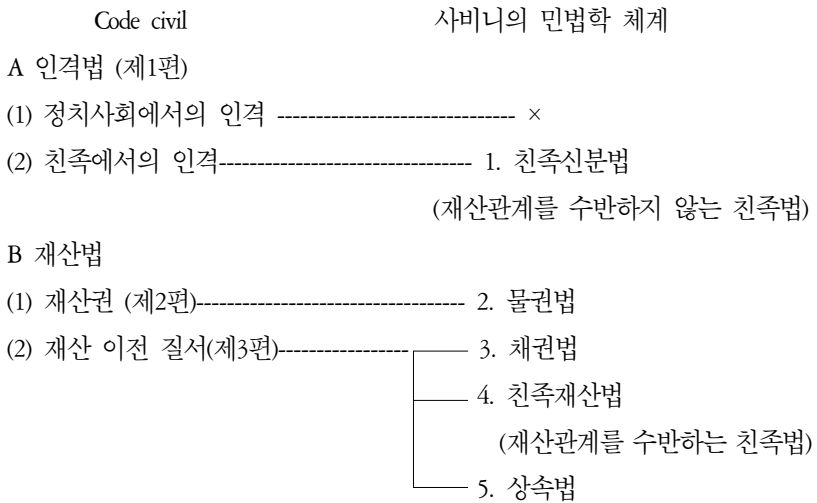 Code civil 사비니의 민법학 체계
A 인격법 (제1편)
(1) 정치사회에서의 인격 ------------------------------- ×
(2) 친족에서의 인격--------------------------------- 1. 친족신분법
(재산관계를 수반하지 않는 친족법)
B 재산법
(1) 재산권 (제2편)----------------------------------- 2. 물권법
(2) 재산 이전 질서(제3편)----------------- 3. 채권법
4. 친족재산법
(재산관계를 수반하는 친족법)
5. 상속법